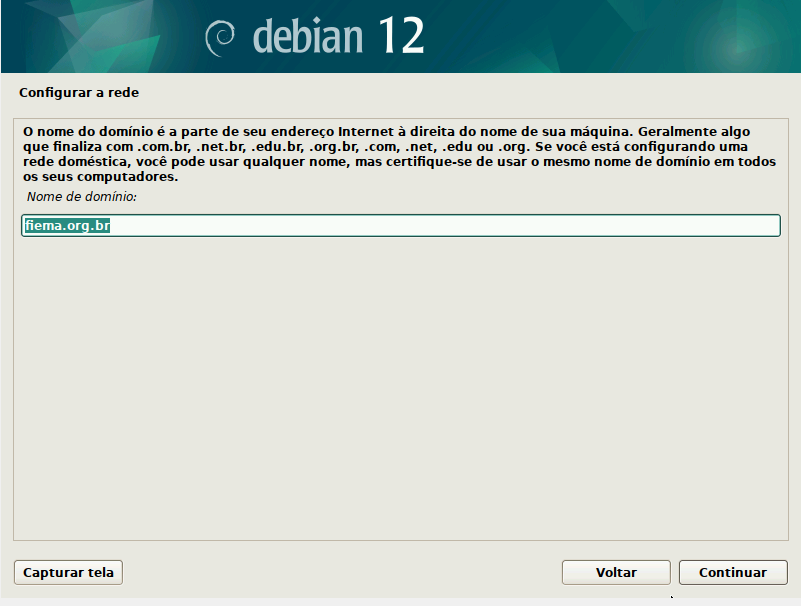 debian 12
Configurar a rede
O nome do domínio é a parte de seu endereço Internet à direita do nome de sua máquina. Geralmente algo
que finaliza com .com.br, .net.br, .edu.br, .org.br, .com, .net, .edu ou .org. Se você está configurando uma
rede doméstica, você pode usar qualquer nome, mas certifique-se de usar o mesmo nome de domínio em todos
os seus computadores.
Nome de domínio:
fiema.org.br
Capturar tela
Voltar
Continuar